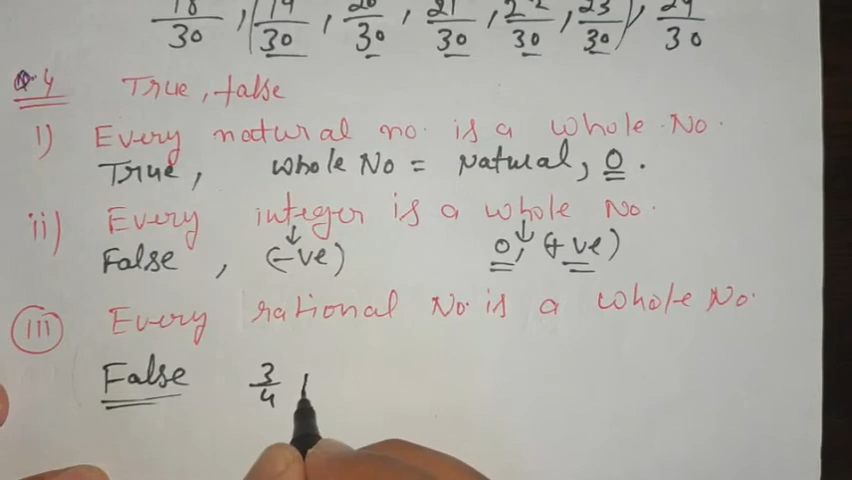 18/30, (19/30, 20/30, 21/30, 22/30, 23/30), 24/30
Q.4 True, false
i) Every natural no. is a whole No.
True, whole No = Natural, 0.
ii) Every integer is a whole No.
↓ ↓
False, (-ve) 0, (+ve)
(iii) Every rational No. is a whole No.
False 3/4